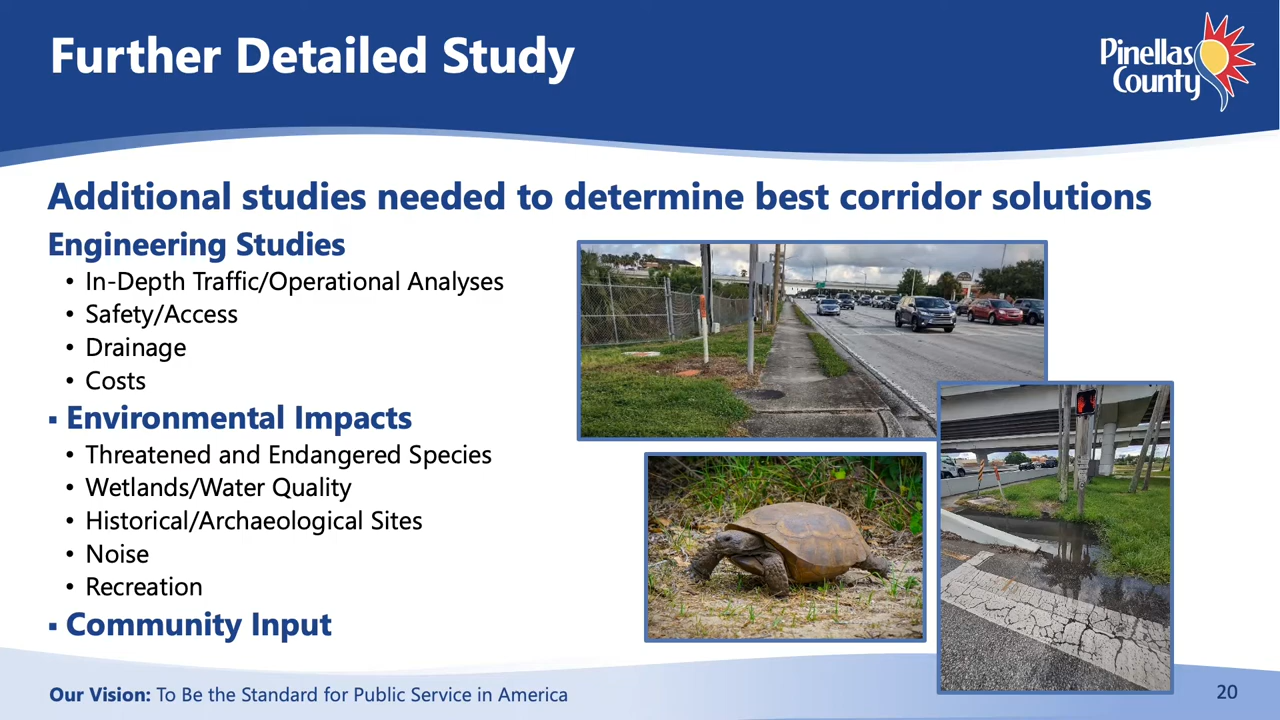 Further Detailed Study
Pinellas
County
Additional studies needed to determine best corridor solutions
Engineering Studies
• In-Depth Traffic/Operational Analyses
• Safety/Access
• Drainage
• Costs
▪ Environmental Impacts
• Threatened and Endangered Species
• Wetlands/Water Quality
• Historical/Archaeological Sites
• Noise
• Recreation
▪ Community Input
Our Vision: To Be the Standard for Public Service in America
20